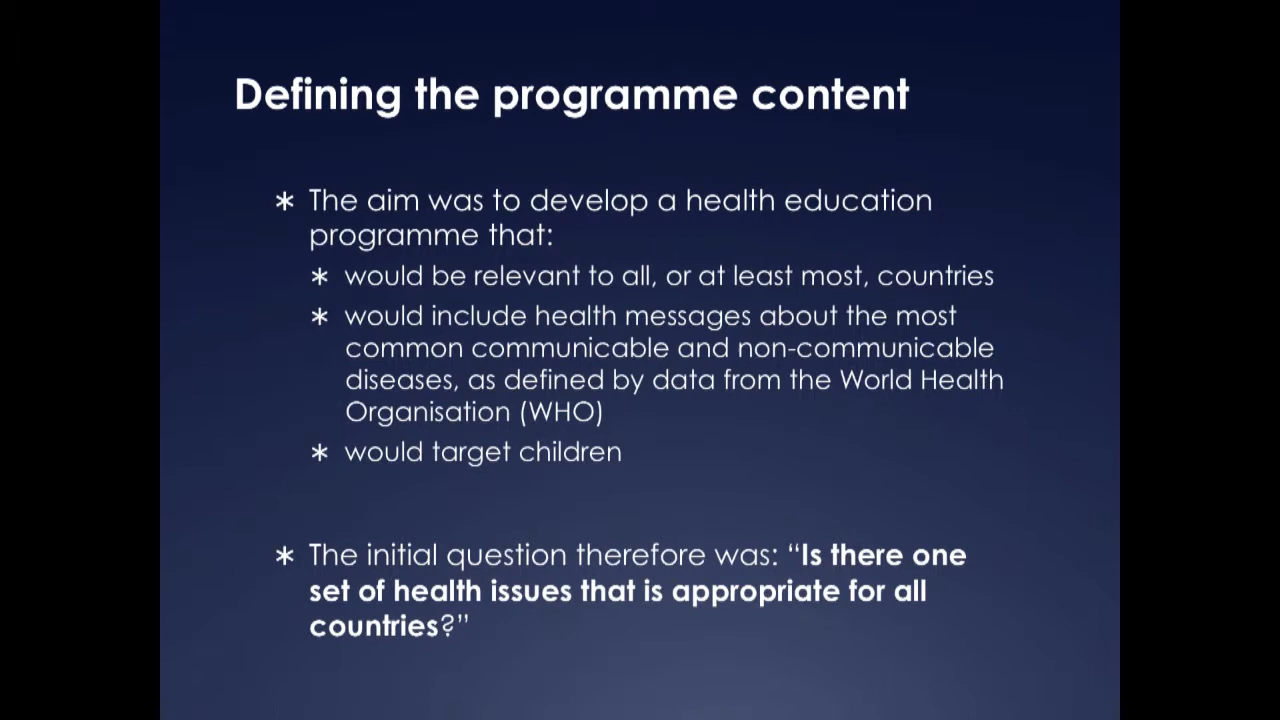 Defining the programme content
* The aim was to develop a health education
programme that:
* would be relevant to all, or at least most, countries
* would include health messages about the most
common communicable and non-communicable
diseases, as defined by data from the World Health
Organisation (WHO)
* would target children
* The initial question therefore was: “Is there one
set of health issues that is appropriate for all
countries?”